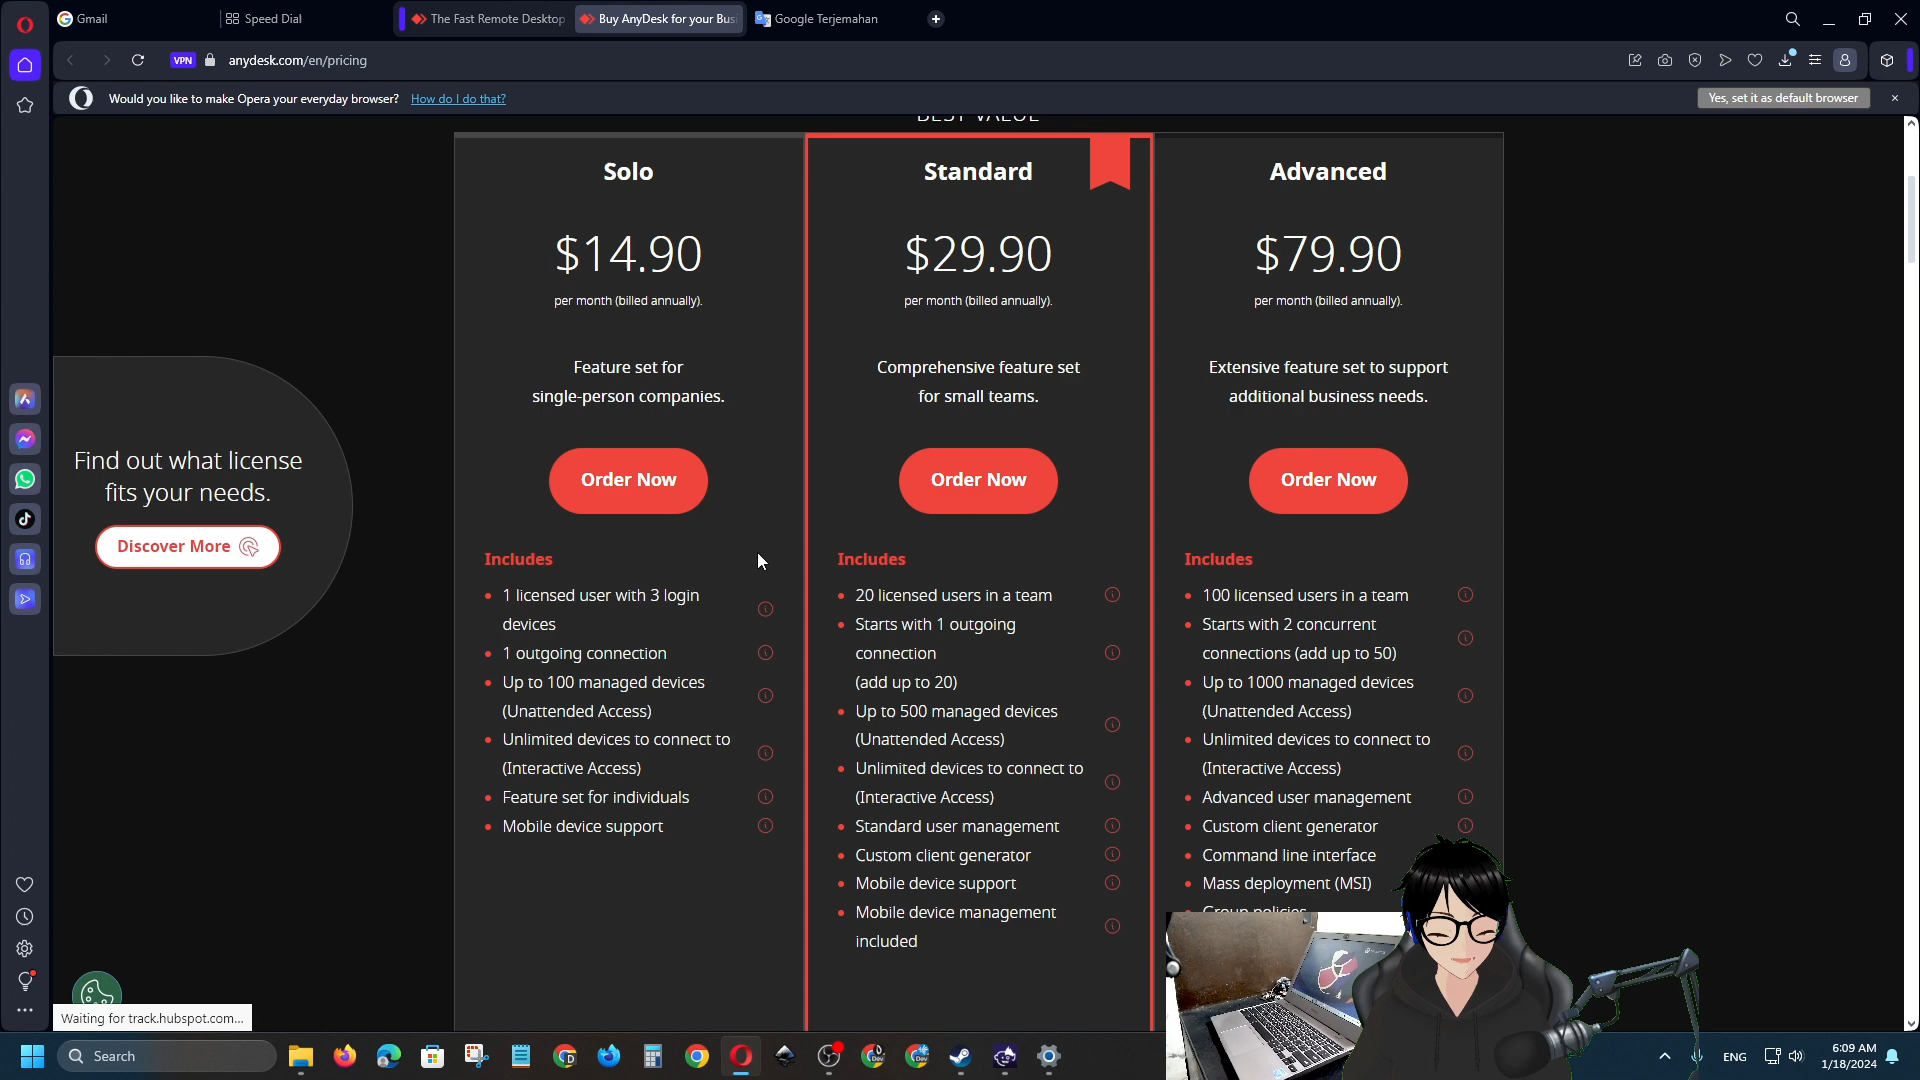 Gmail
Speed Dial
The Fast Remote Desktop
Buy AnyDesk for your Bus
Google Terjemahan
VPN
anydesk.com/en/pricing
Would you like to make Opera your everyday browser? How do I do that?
Yes, set it as default browser
BEST VALUE
Solo
$14.90
per month (billed annually).
Feature set for
single-person companies.
Order Now
Includes
1 licensed user with 3 login
devices
1 outgoing connection
Up to 100 managed devices
(Unattended Access)
Unlimited devices to connect to
(Interactive Access)
Feature set for individuals
Mobile device support
Standard
$29.90
per month (billed annually).
Comprehensive feature set
for small teams.
Order Now
Includes
20 licensed users in a team
Starts with 1 outgoing
connection
(add up to 20)
Up to 500 managed devices
(Unattended Access)
Unlimited devices to connect to
(Interactive Access)
Standard user management
Custom client generator
Mobile device support
Mobile device management
included
Advanced
$79.90
per month (billed annually).
Extensive feature set to support
additional business needs.
Order Now
Includes
100 licensed users in a team
Starts with 2 concurrent
connections (add up to 50)
Up to 1000 managed devices
(Unattended Access)
Unlimited devices to connect to
(Interactive Access)
Advanced user management
Custom client generator
Command line interface
Mass deployment (MSI)
Group policies
Find out what license
fits your needs.
Discover More
Waiting for track.hubspot.com...
Search
ENG
6:09 AM
1/18/2024